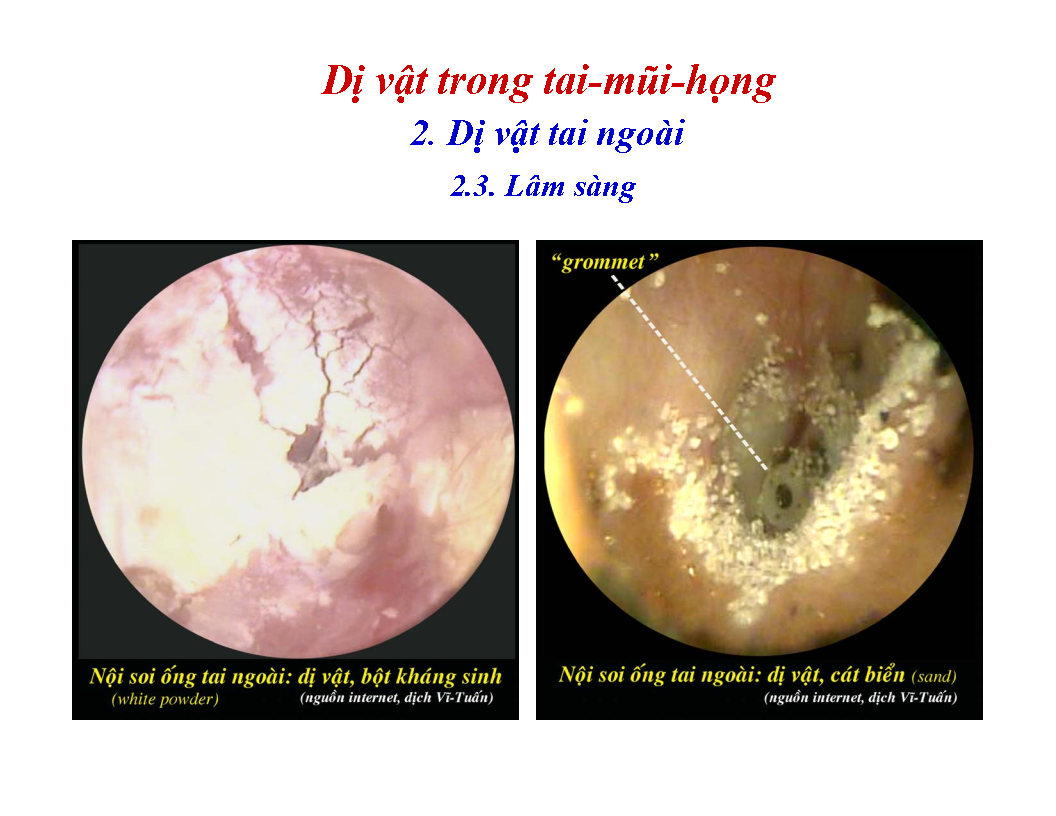 Dị vật trong tai-mũi-họng
2. Dị vật tai ngoài
2.3. Lâm sàng
Nội soi ống tai ngoài: dị vật, bột kháng sinh
(white powder) (nguồn internet, dịch Vĩ-Tuấn)
“grommet”
Nội soi ống tai ngoài: dị vật, cát biển (sand)
(nguồn internet, dịch Vĩ-Tuấn)